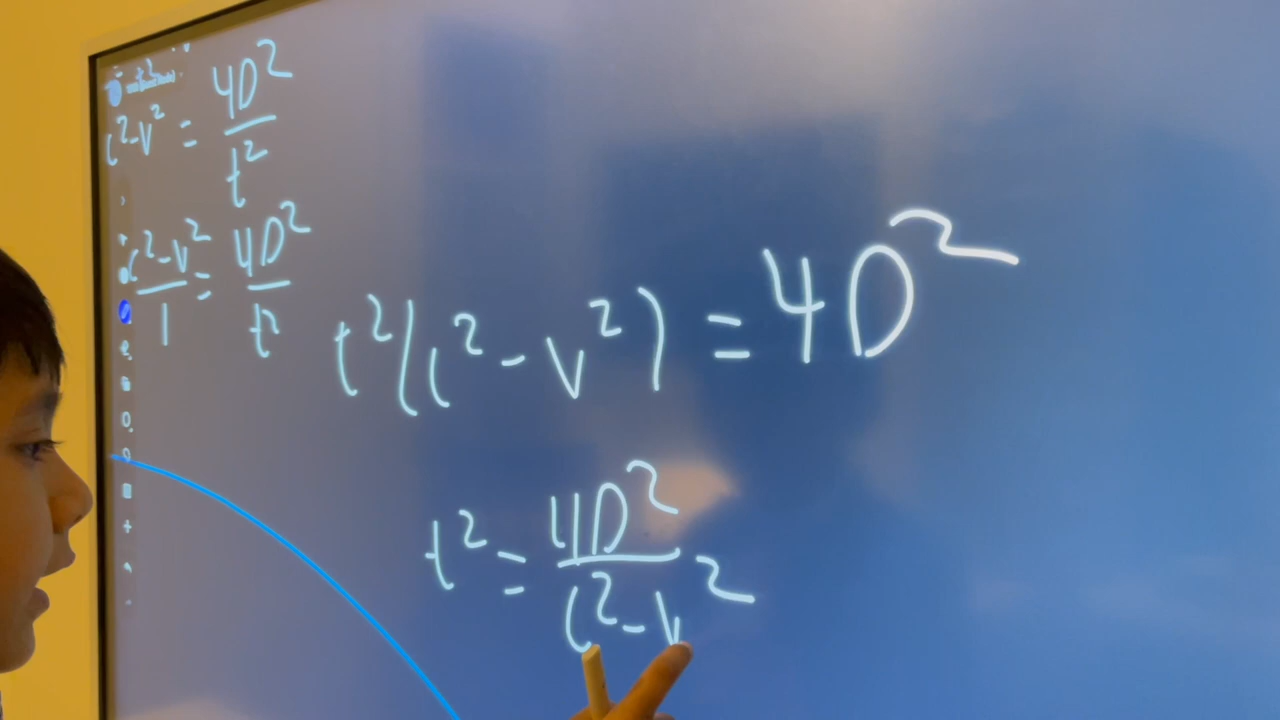 c²-v² = 4D²/t²
(c²-v²)/1 = 4D²/t²
t²(c²-v²) = 4D²
t² = 4D²/(c²-v²)